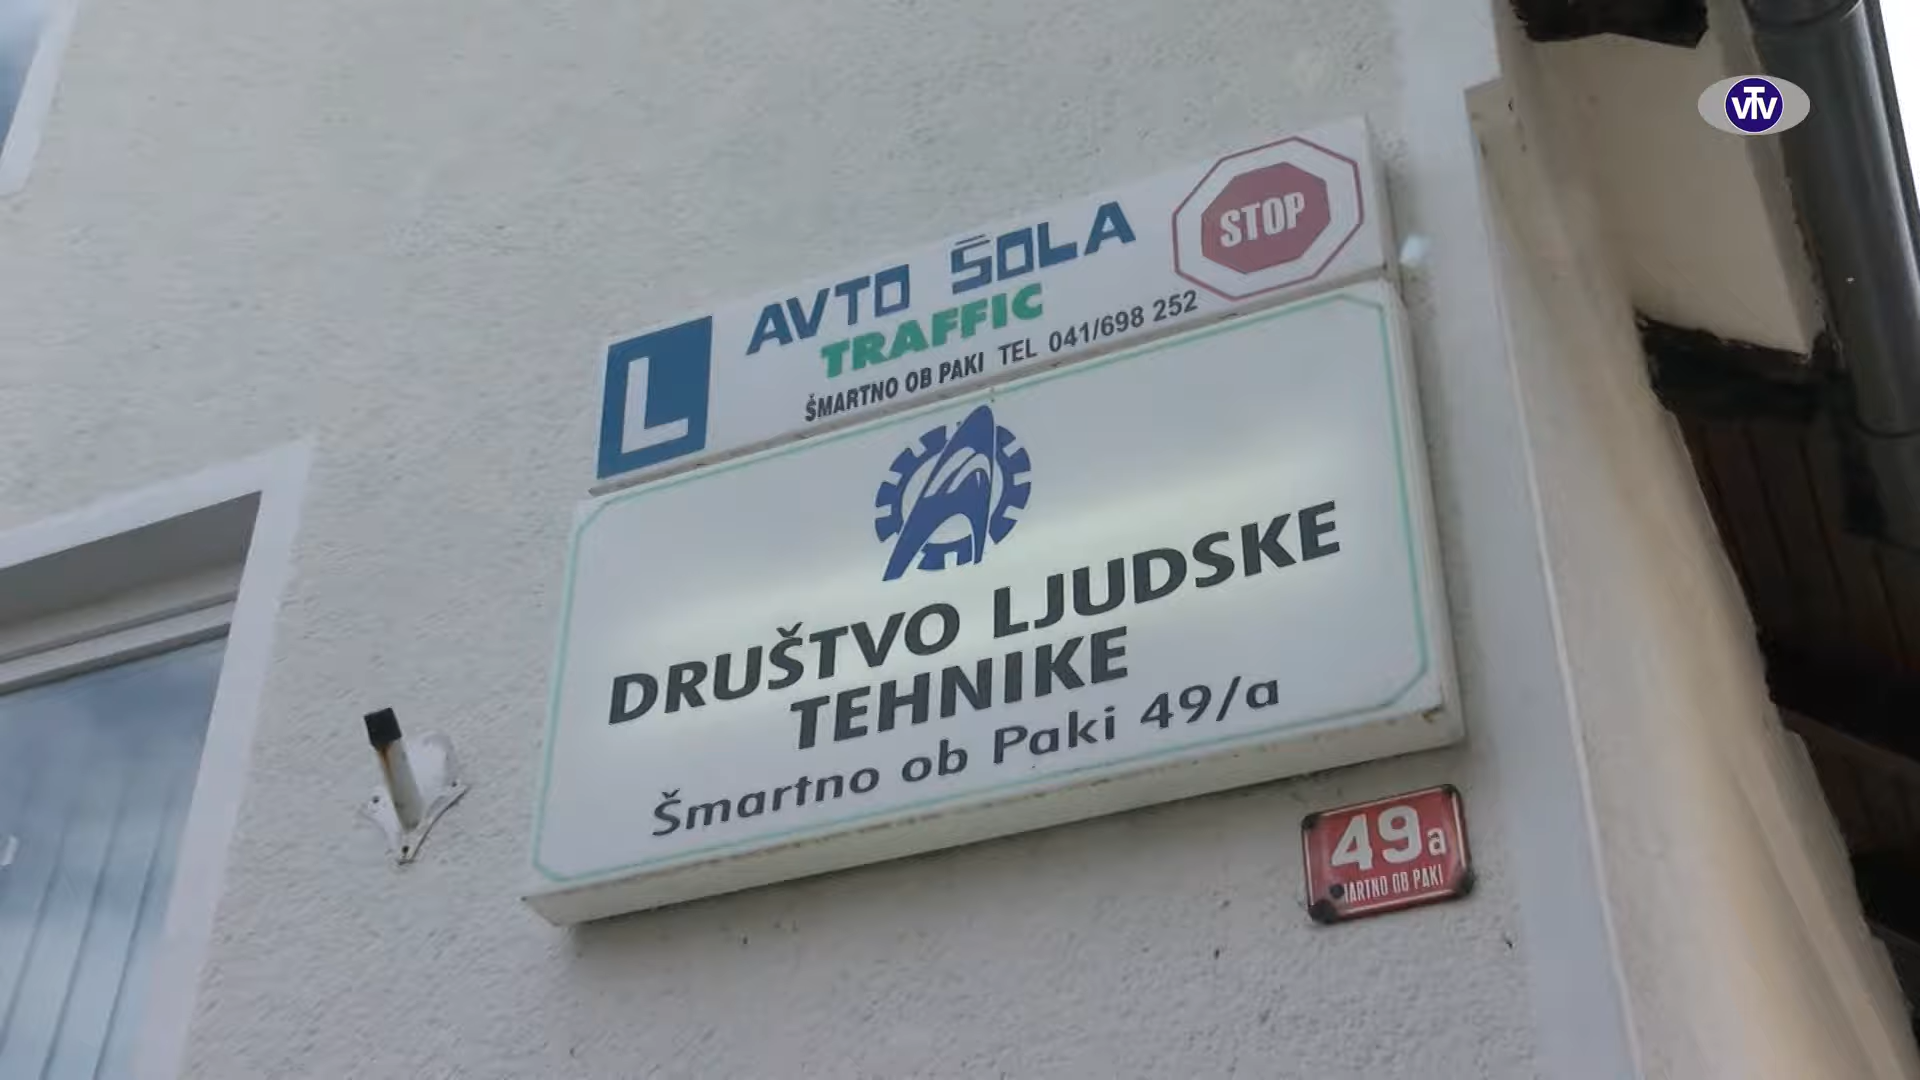 VTV
AVTO ŠOLA
STOP
TRAFFIC
ŠMARTNO OB PAKI TEL 041/698 252
L
DRUŠTVO LJUDSKE
TEHNIKE
Šmartno ob Paki 49/a
49a
OB PAKI